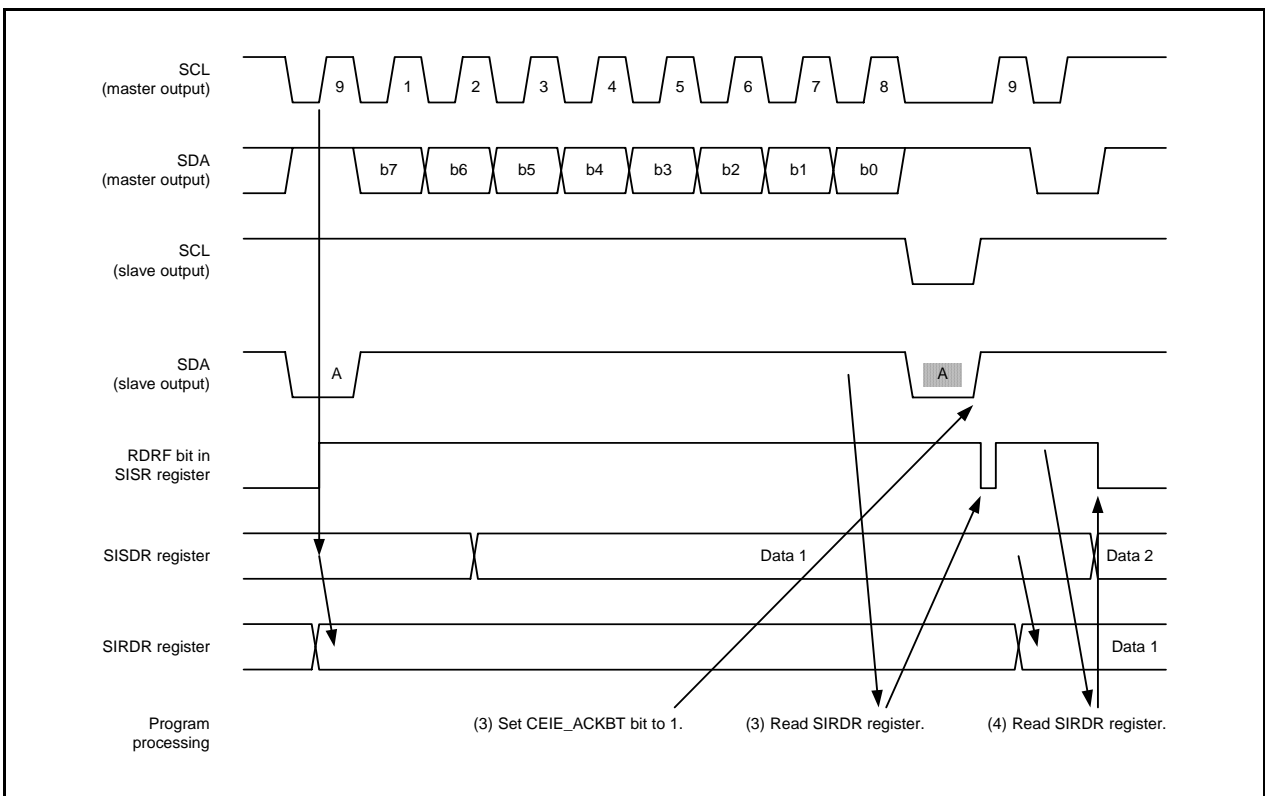 SCL
(master output)
9 1 2 3 4 5 6 7 8 9
SDA
(master output)
b7 b6 b5 b4 b3 b2 b1 b0
SCL
(slave output)
SDA
(slave output)
A A
RDRF bit in
SISR register
SISDR register
Data 1 Data 2
SIRDR register
Data 1
Program
processing
(3) Set CEIE_ACKBT bit to 1. (3) Read SIRDR register. (4) Read SIRDR register.